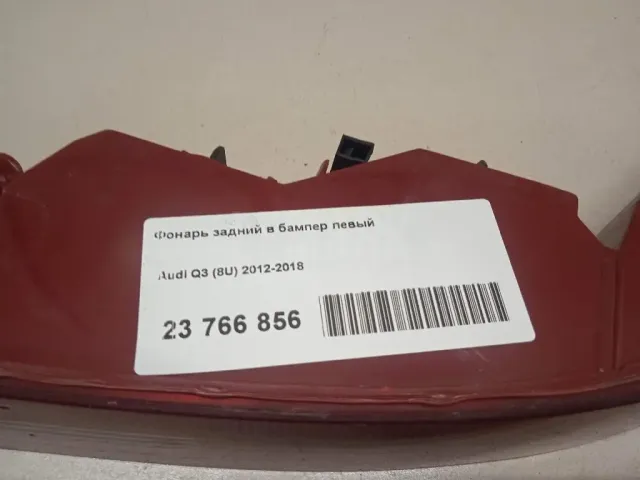 Фонарь задний в бампер левый
Audi Q3 (8U) 2012-2018
23 766 856